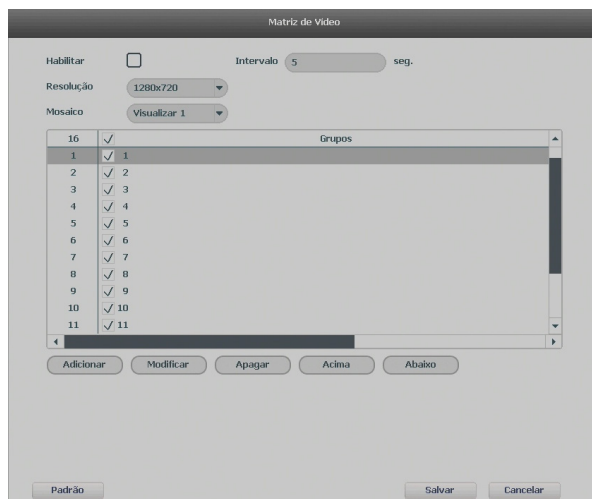 Matriz de Vídeo
Habilitar Intervalo 5 seg.
Resolução 1280x720
Mosaico Visualizar 1
16 Grupos
1 1
2 2
3 3
4 4
5 5
6 6
7 7
8 8
9 9
10 10
11 11
Adicionar Modificar Apagar Acima Abaixo
Padrão Salvar Cancelar